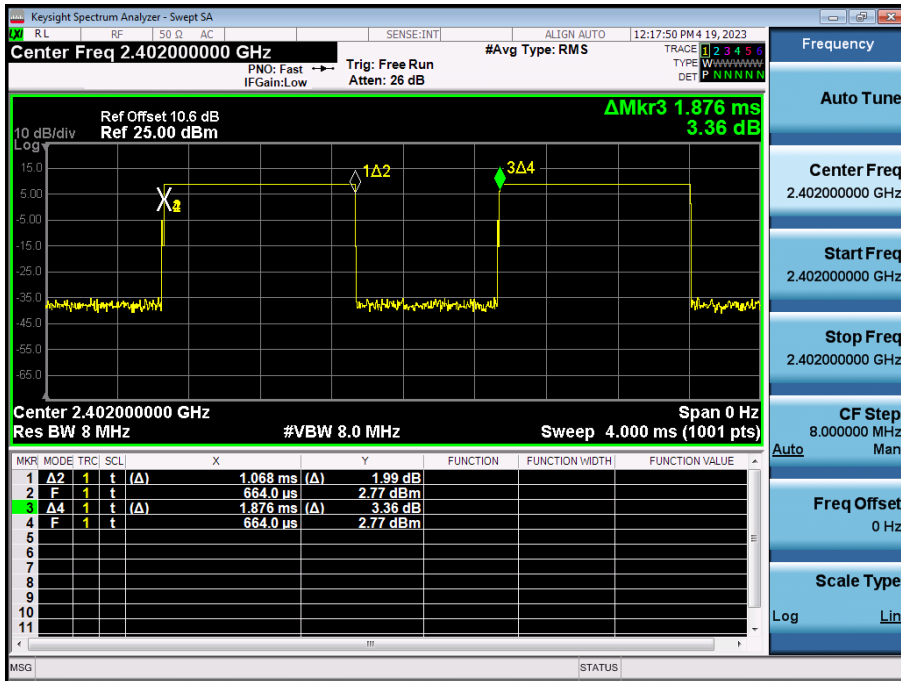 Keysight Spectrum Analyzer - Swept SA
LXI RL RF 50 Ω AC SENSE:INT ALIGN AUTO 12:17:50 PM 4 19, 2023
Center Freq 2.402000000 GHz #Avg Type: RMS TRACE 1 2 3 4 5 6
PNO: Fast Trig: Free Run TYPE WWWWWW
IFGain:Low Atten: 26 dB DET P N N N N N
ΔMkr3 1.876 ms
3.36 dB
Ref Offset 10.6 dB
10 dB/div Ref 25.00 dBm
Log
15.0
5.00
-5.00
-15.0
-25.0
-35.0
-45.0
-55.0
-65.0
1Δ2
3Δ4
Center 2.402000000 GHz Span 0 Hz
Res BW 8 MHz #VBW 8.0 MHz Sweep 4.000 ms (1001 pts)
MKR MODE TRC SCL X Y FUNCTION FUNCTION WIDTH FUNCTION VALUE
1 Δ2 1 t (Δ) 1.068 ms (Δ) 1.99 dB
2 F 1 t 664.0 µs 2.77 dBm
3 Δ4 1 t (Δ) 1.876 ms (Δ) 3.36 dB
4 F 1 t 664.0 µs 2.77 dBm
5
6
7
8
9
10
11
MSG STATUS
Frequency
Auto Tune
Center Freq
2.402000000 GHz
Start Freq
2.402000000 GHz
Stop Freq
2.402000000 GHz
CF Step
8.000000 MHz
Auto Man
Freq Offset
0 Hz
Scale Type
Log Lin